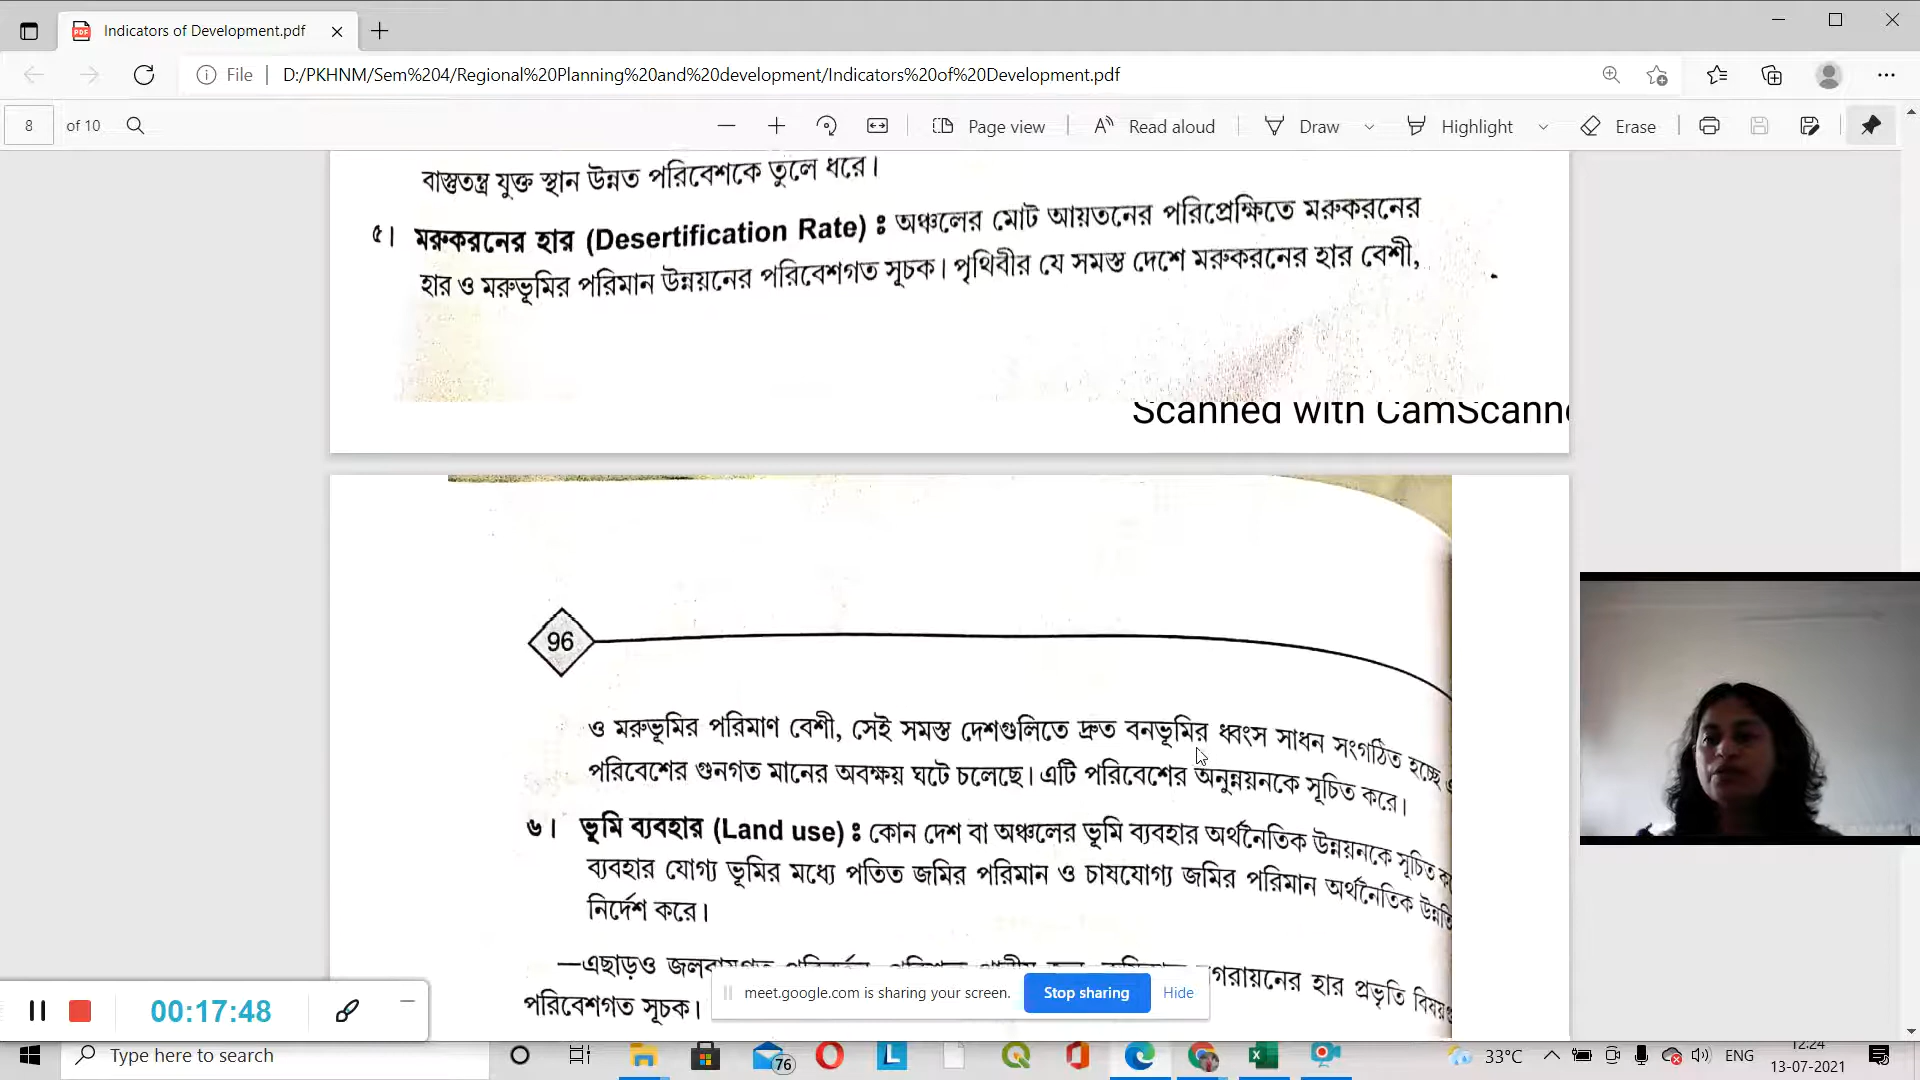 Indicators of Development.pdf
File
D:/PKHNM/Sem%204/Regional%20Planning%20and%20development/Indicators%20of%20Development.pdf
8 of 10
Page view
Read aloud
Draw
Highlight
Erase
বাস্তুতন্ত্র যুক্ত স্থান উন্নত পরিবেশকে তুলে ধরে।
৫। মরুকরনের হার (Desertification Rate) ঃ অঞ্চলের মোট আয়তনের পরিপ্রেক্ষিতে মরুকরনের
হার ও মরুভূমির পরিমান উন্নয়নের পরিবেশগত সূচক। পৃথিবীর যে সমস্ত দেশে মরুকরনের হার বেশী,
Scanned with CamScanne
96
ও মরুভূমির পরিমাণ বেশী, সেই সমস্ত দেশগুলিতে দ্রুত বনভূমির ধ্বংস সাধন সংগঠিত হচ্ছে
পরিবেশের গুনগত মানের অবক্ষয় ঘটে চলেছে। এটি পরিবেশের অনুন্নয়নকে সূচিত করে।
৬। ভূমি ব্যবহার (Land use) ঃ কোন দেশ বা অঞ্চলের ভূমি ব্যবহার অর্থনৈতিক উন্নয়নকে সূচিত
ব্যবহার যোগ্য ভূমির মধ্যে পতিত জমির পরিমান ও চাষযোগ্য জমির পরিমান অর্থনৈতিক উন্নতি
নির্দেশ করে।
—এছাড়ও হার প্রভৃতি
পরিবেশগত সূচক।
meet.google.com is sharing your screen.
Stop sharing
Hide
00:17:48
Type here to search
76
33°C
ENG
12:24
13-07-2021